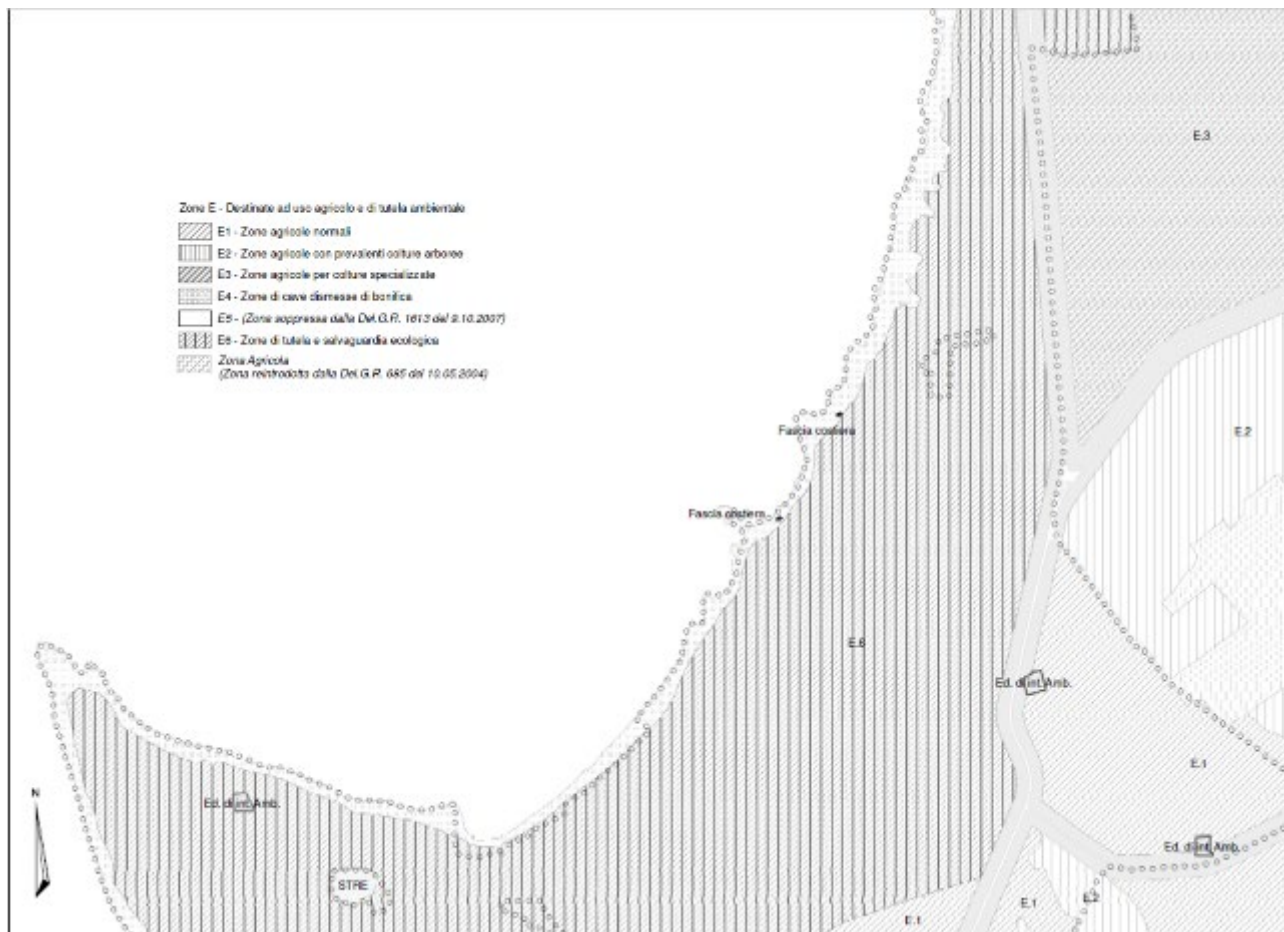 Zone E - Destinate ad uso agricolo e di tutela ambientale
E1 - Zone agricole normali
E2 - Zone agricole con prevalenti colture arboree
E3 - Zone agricole per colture specializzate
E4 - Zone di cave dismesse di bonifica
E5 - (Zona soppressa dalla Del.G.R. 1613 del 9.10.2007)
E6 - Zone di tutela e salvaguardia ecologica
Zona Agricola
(Zona reintrodotta dalla Del.G.R. 685 del 10.05.2004)
E.3
Fascia costiera
E.2
Fascia costiera
E.6
Ed. di int. Amb.
E.1
Ed. di int. Amb.
N
Ed. di int. Amb.
STRE
E.1
E.1
E.2